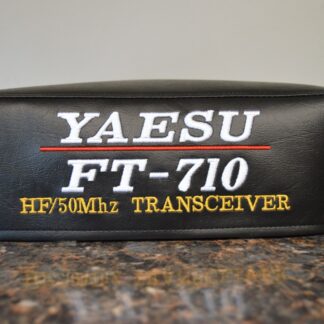 YAESU
FT-710
HF/50Mhz TRANSCEIVER